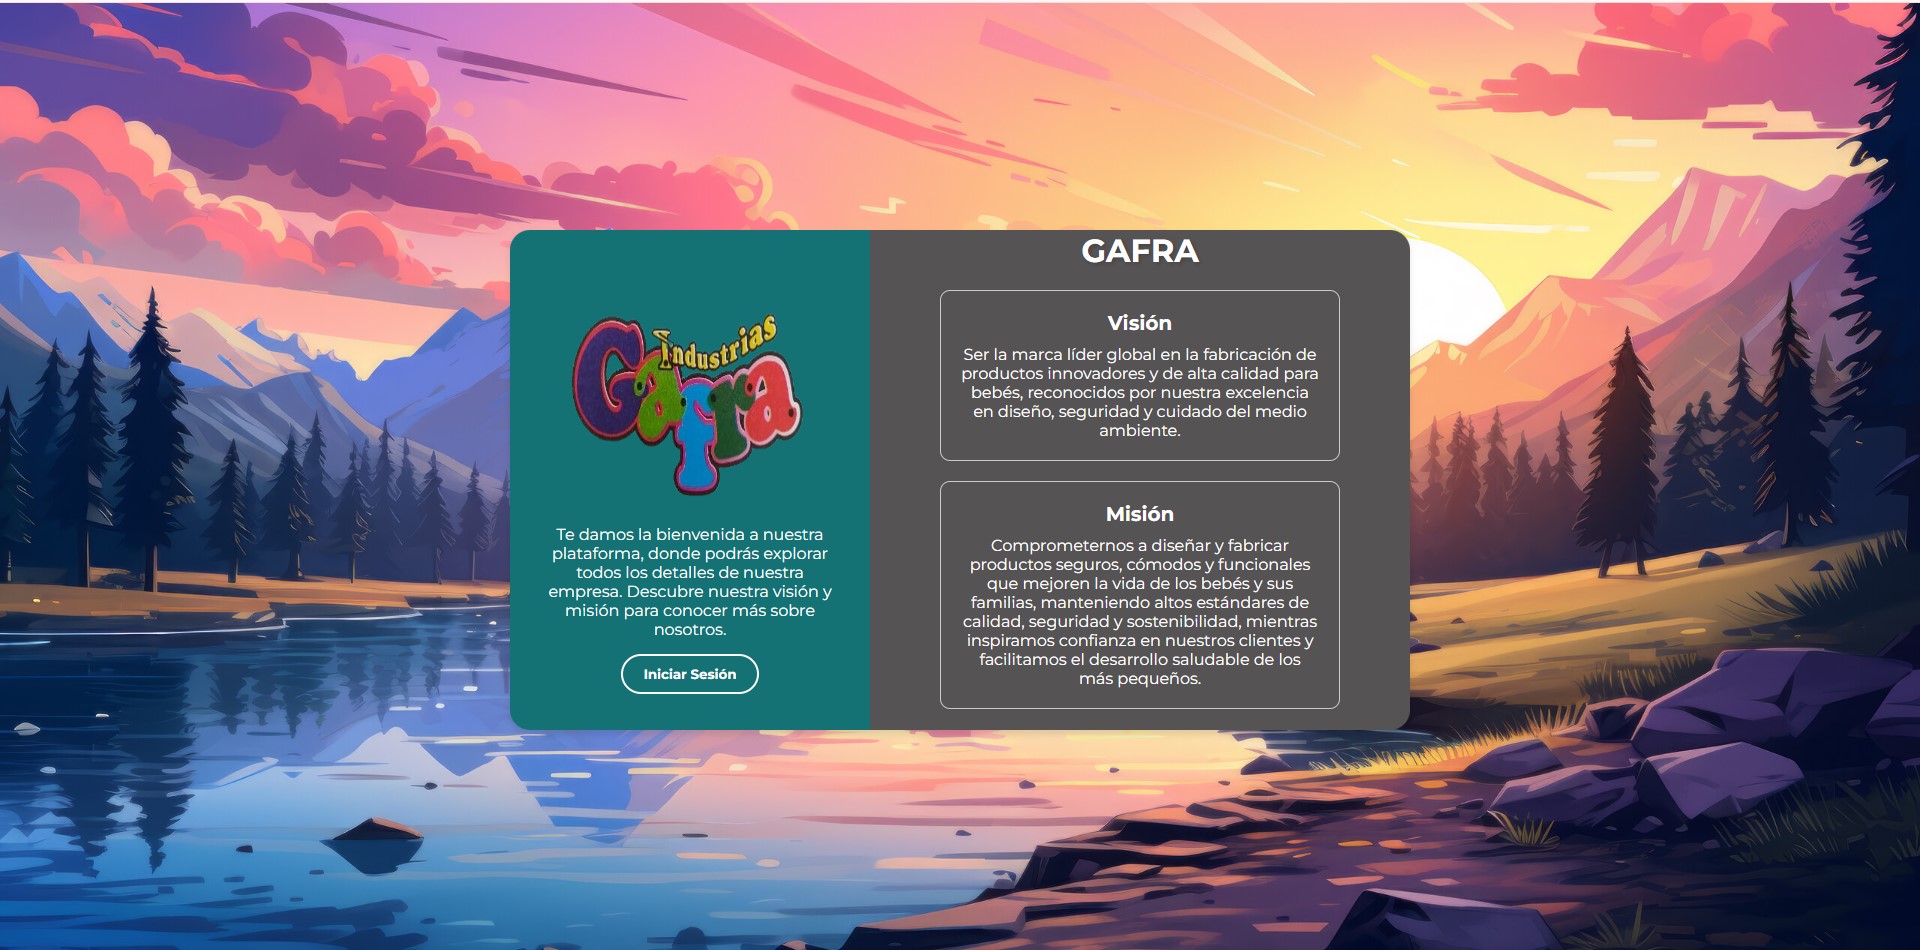 Industrias
Gafra
Te damos la bienvenida a nuestra
plataforma, donde podrás explorar
todos los detalles de nuestra
empresa. Descubre nuestra visión y
misión para conocer más sobre
nosotros.
Iniciar Sesión
GAFRA
Visión
Ser la marca líder global en la fabricación de
productos innovadores y de alta calidad para
bebés, reconocidos por nuestra excelencia
en diseño, seguridad y cuidado del medio
ambiente.
Misión
Comprometernos a diseñar y fabricar
productos seguros, cómodos y funcionales
que mejoren la vida de los bebés y sus
familias, manteniendo altos estándares de
calidad, seguridad y sostenibilidad, mientras
inspiramos confianza en nuestros clientes y
facilitamos el desarrollo saludable de los
más pequeños.